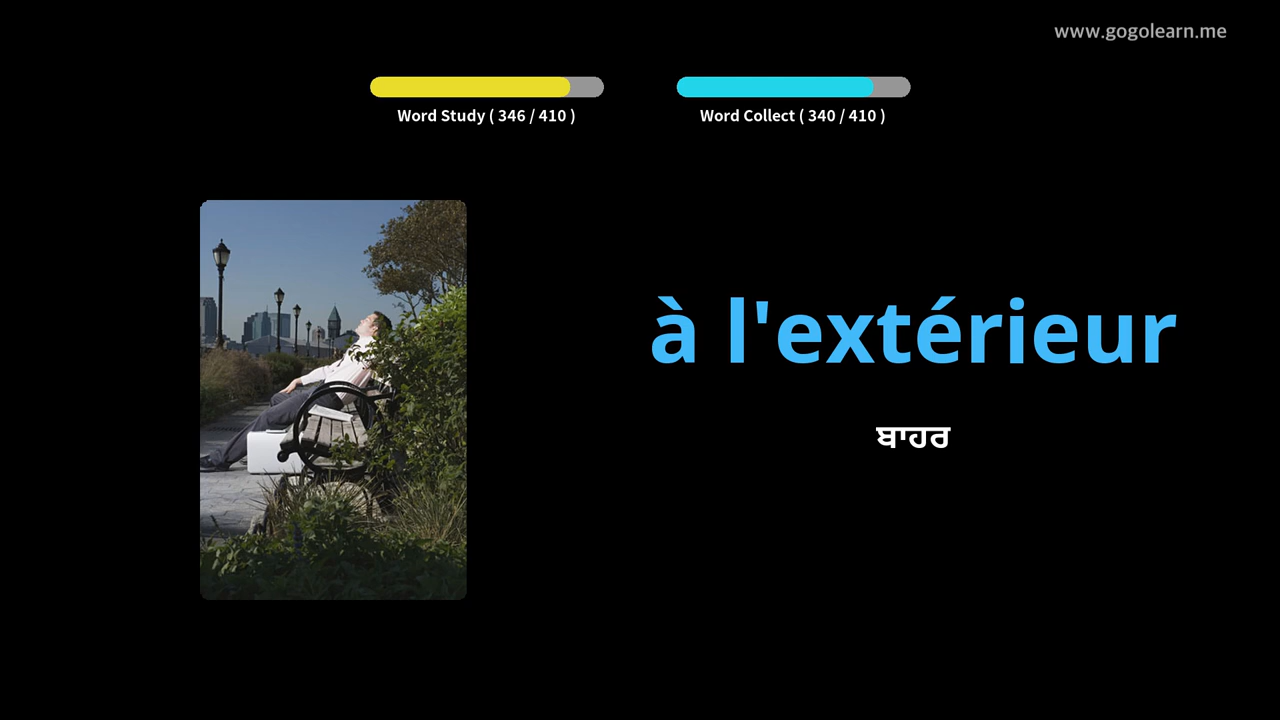 www.gogolearn.me
Word Study ( 346 / 410 )
Word Collect ( 340 / 410 )
à l'extérieur
ਬਾਹਰ